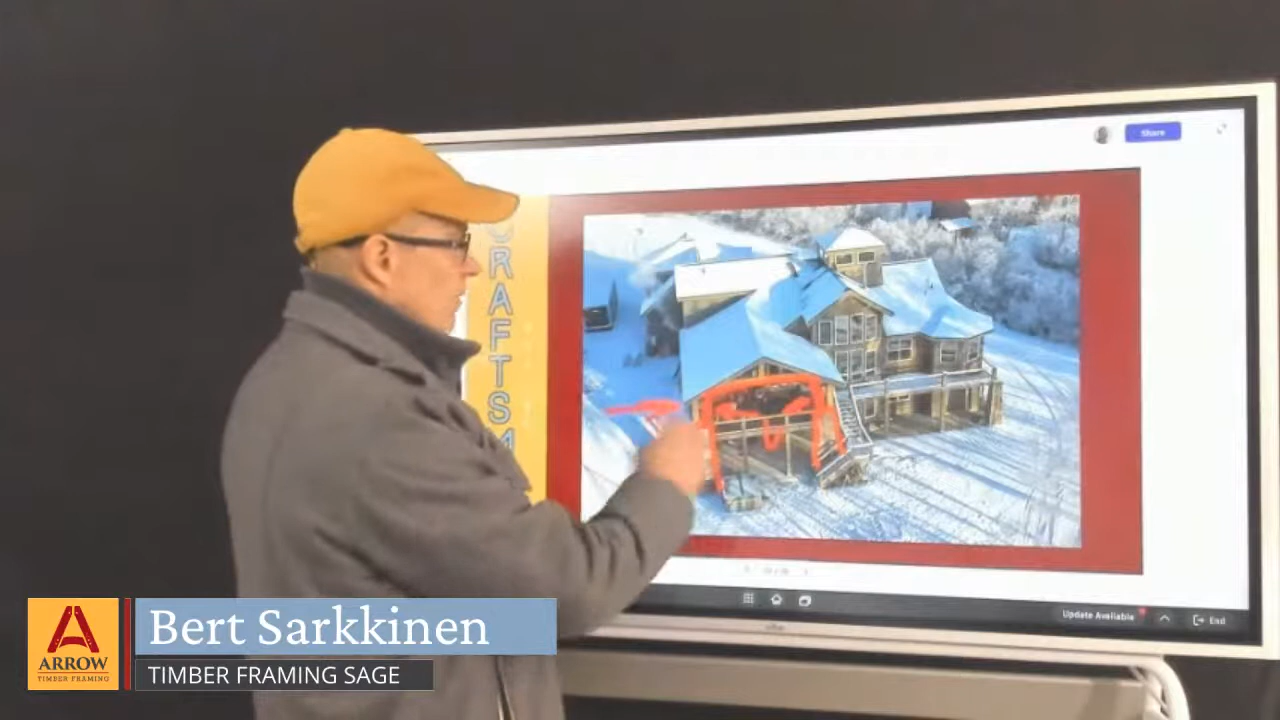 Share
RAFTS
Update Available
End
Bert Sarkkinen
TIMBER FRAMING SAGE
ARROW
TIMBER FRAMING